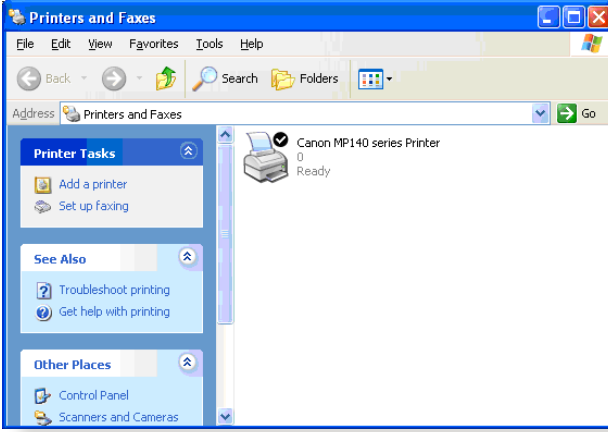 Printers and Faxes
File Edit View Favorites Tools Help
Back Search Folders
Address Printers and Faxes Go
Printer Tasks
Add a printer
Set up faxing
See Also
Troubleshoot printing
Get help with printing
Other Places
Control Panel
Scanners and Cameras
Canon MP140 series Printer
0
Ready